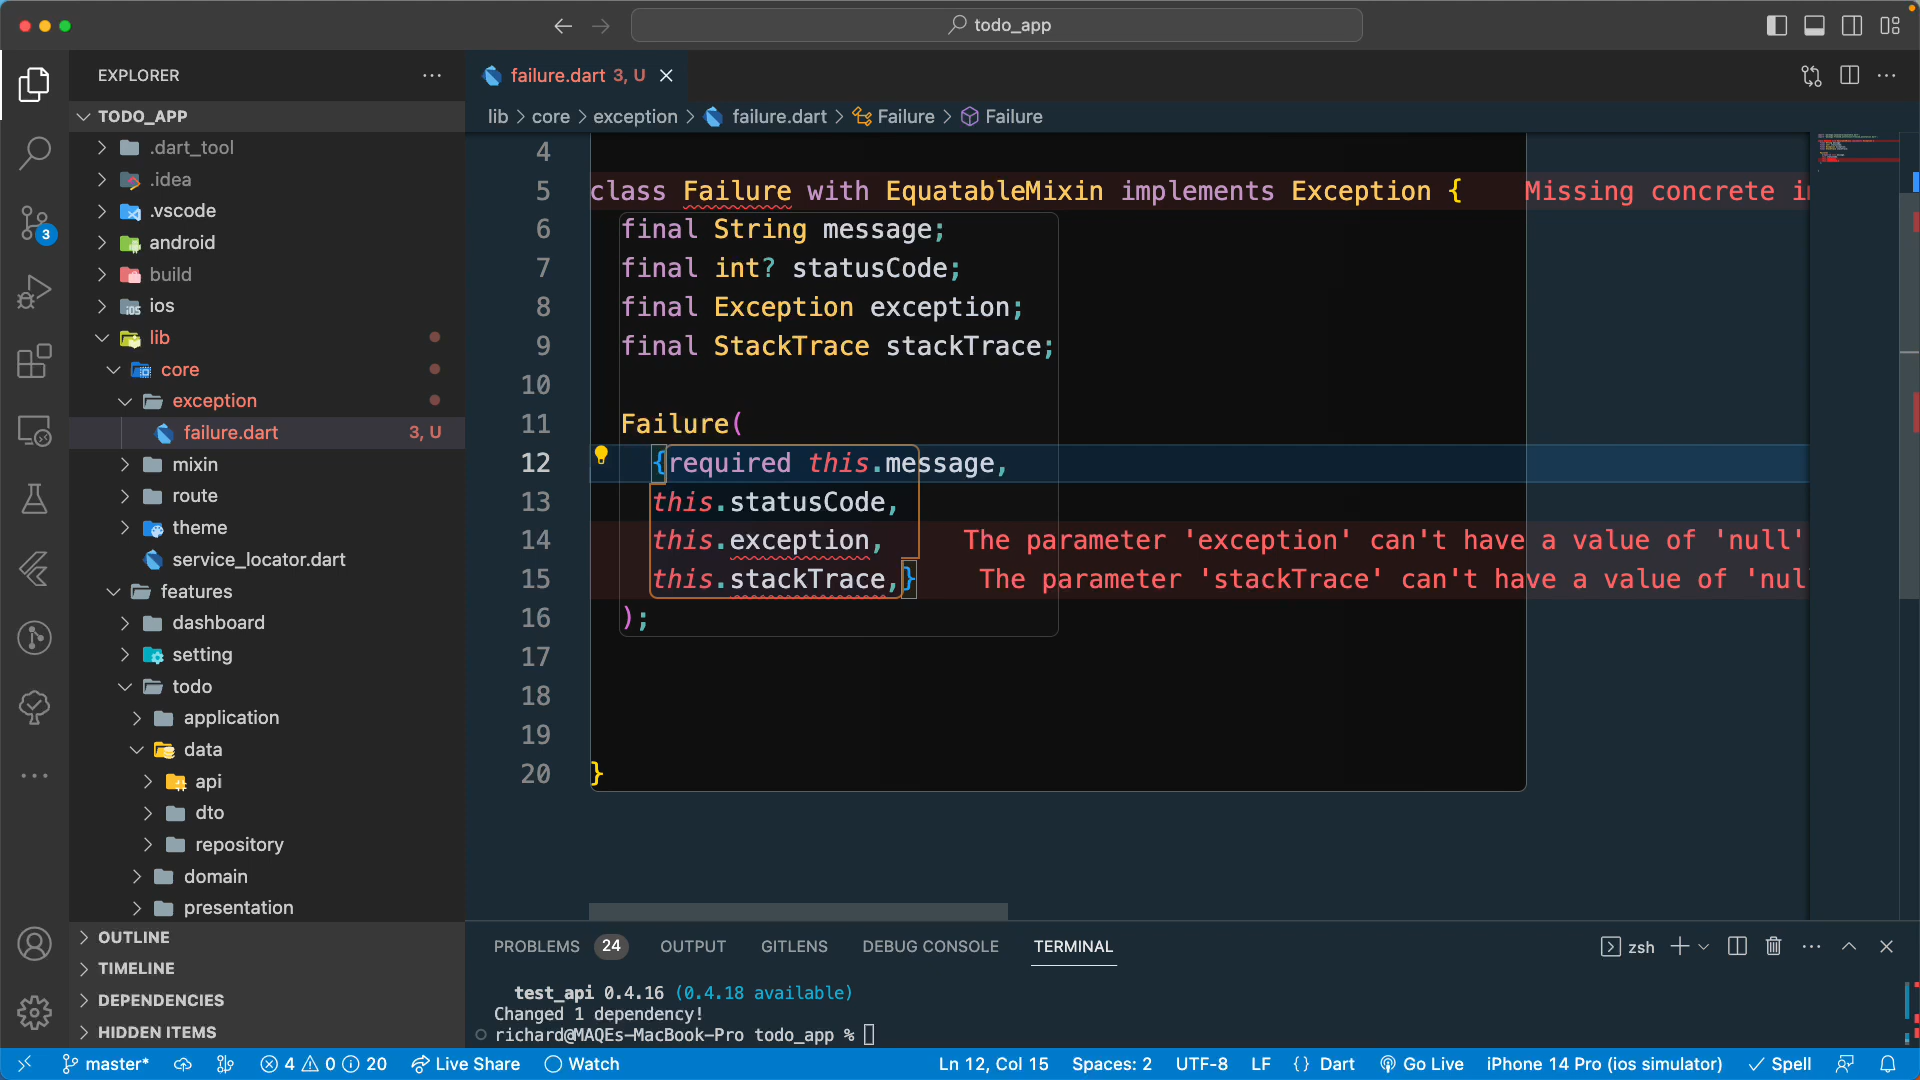 todo_app
EXPLORER
TODO_APP
.dart_tool
.idea
.vscode
android
build
ios
lib
core
exception
failure.dart 3, U
mixin
route
theme
service_locator.dart
features
dashboard
setting
todo
application
data
api
dto
repository
domain
presentation
OUTLINE
TIMELINE
DEPENDENCIES
HIDDEN ITEMS
3
failure.dart 3, U
lib > core > exception > failure.dart > Failure > Failure
4
5 class Failure with EquatableMixin implements Exception { Missing concrete i
6 final String message;
7 final int? statusCode;
8 final Exception exception;
9 final StackTrace stackTrace;
10
11 Failure(
12 {required this.message,
13 this.statusCode,
14 this.exception, The parameter 'exception' can't have a value of 'null'
15 this.stackTrace,} The parameter 'stackTrace' can't have a value of 'nul
16 );
17
18
19
20 }
PROBLEMS 24 OUTPUT GITLENS DEBUG CONSOLE TERMINAL zsh
test_api 0.4.16 (0.4.18 available)
Changed 1 dependency!
richard@MAQEs-MacBook-Pro todo_app %
master* 4 0 20 Live Share Watch Ln 12, Col 15 Spaces: 2 UTF-8 LF {} Dart Go Live iPhone 14 Pro (ios simulator) Spell